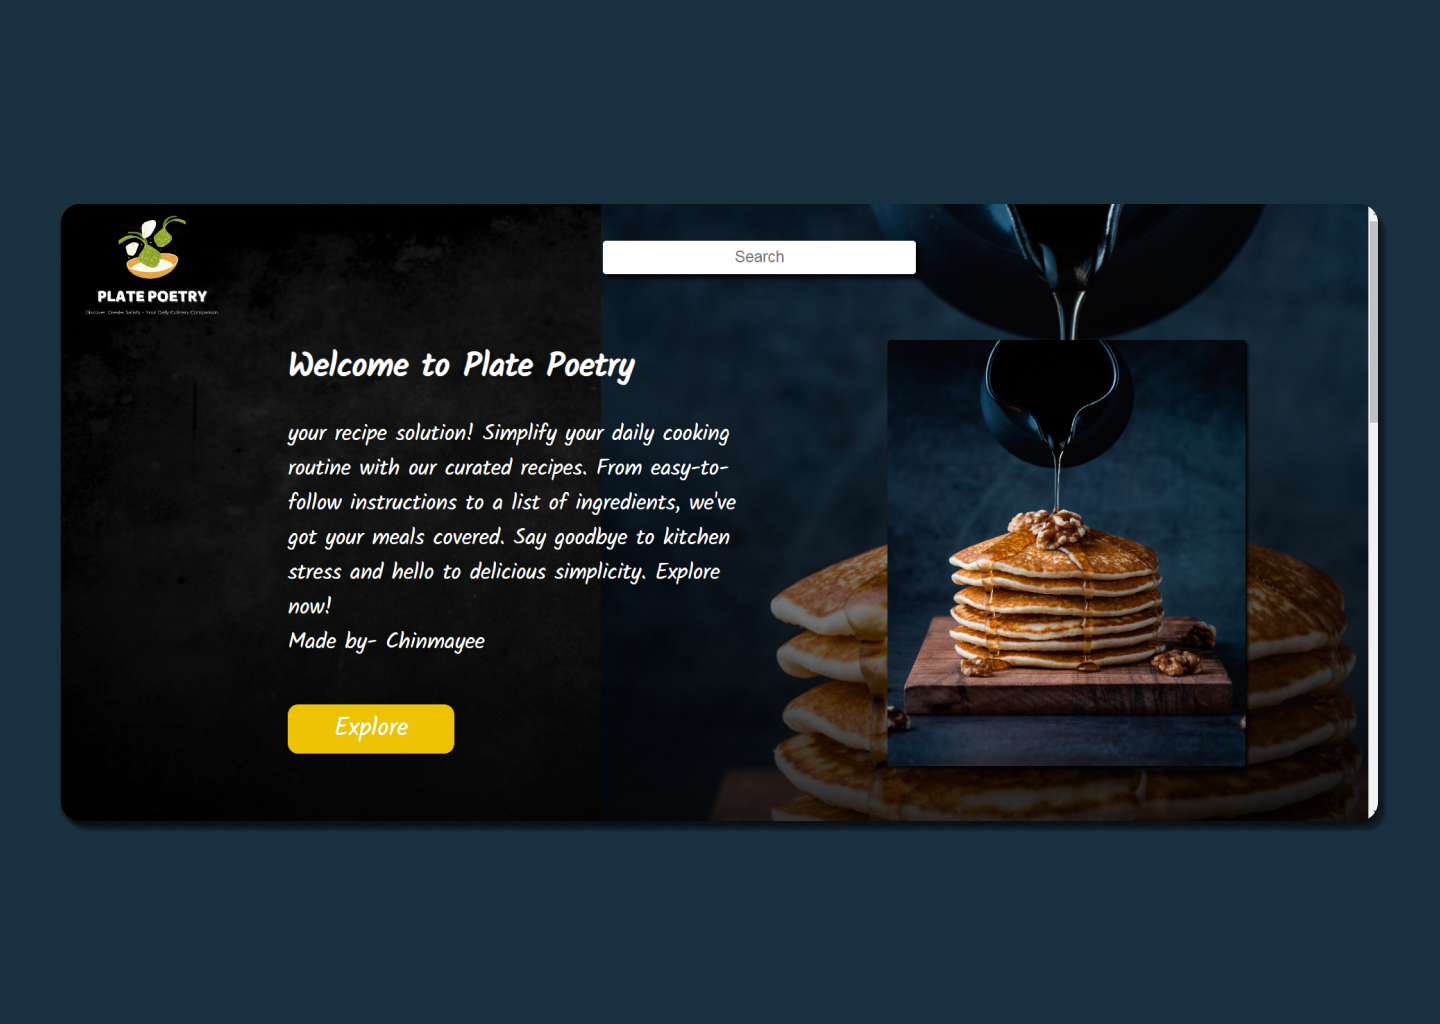 Search
PLATE POETRY
Discover, Create, Satisfy - Your Daily Culinary Companion
Welcome to Plate Poetry
your recipe solution! Simplify your daily cooking
routine with our curated recipes. From easy-to-
follow instructions to a list of ingredients, we've
got your meals covered. Say goodbye to kitchen
stress and hello to delicious simplicity. Explore
now!
Made by- Chinmayee
Explore